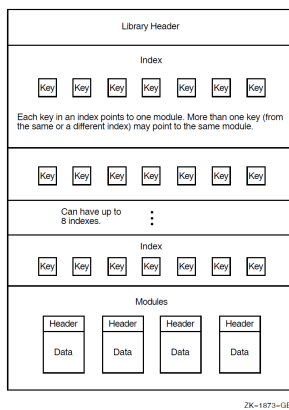 Library Header
Index
Key Key Key Key Key Key Key
Each key in an index points to one module. More than one key (from
the same or a different index) may point to the same module.
Key Key Key Key Key Key Key
Can have up to
8 indexes.
Index
Key Key Key Key Key Key Key
Modules
Header Header Header Header
Data Data Data Data
ZK-1873-GE